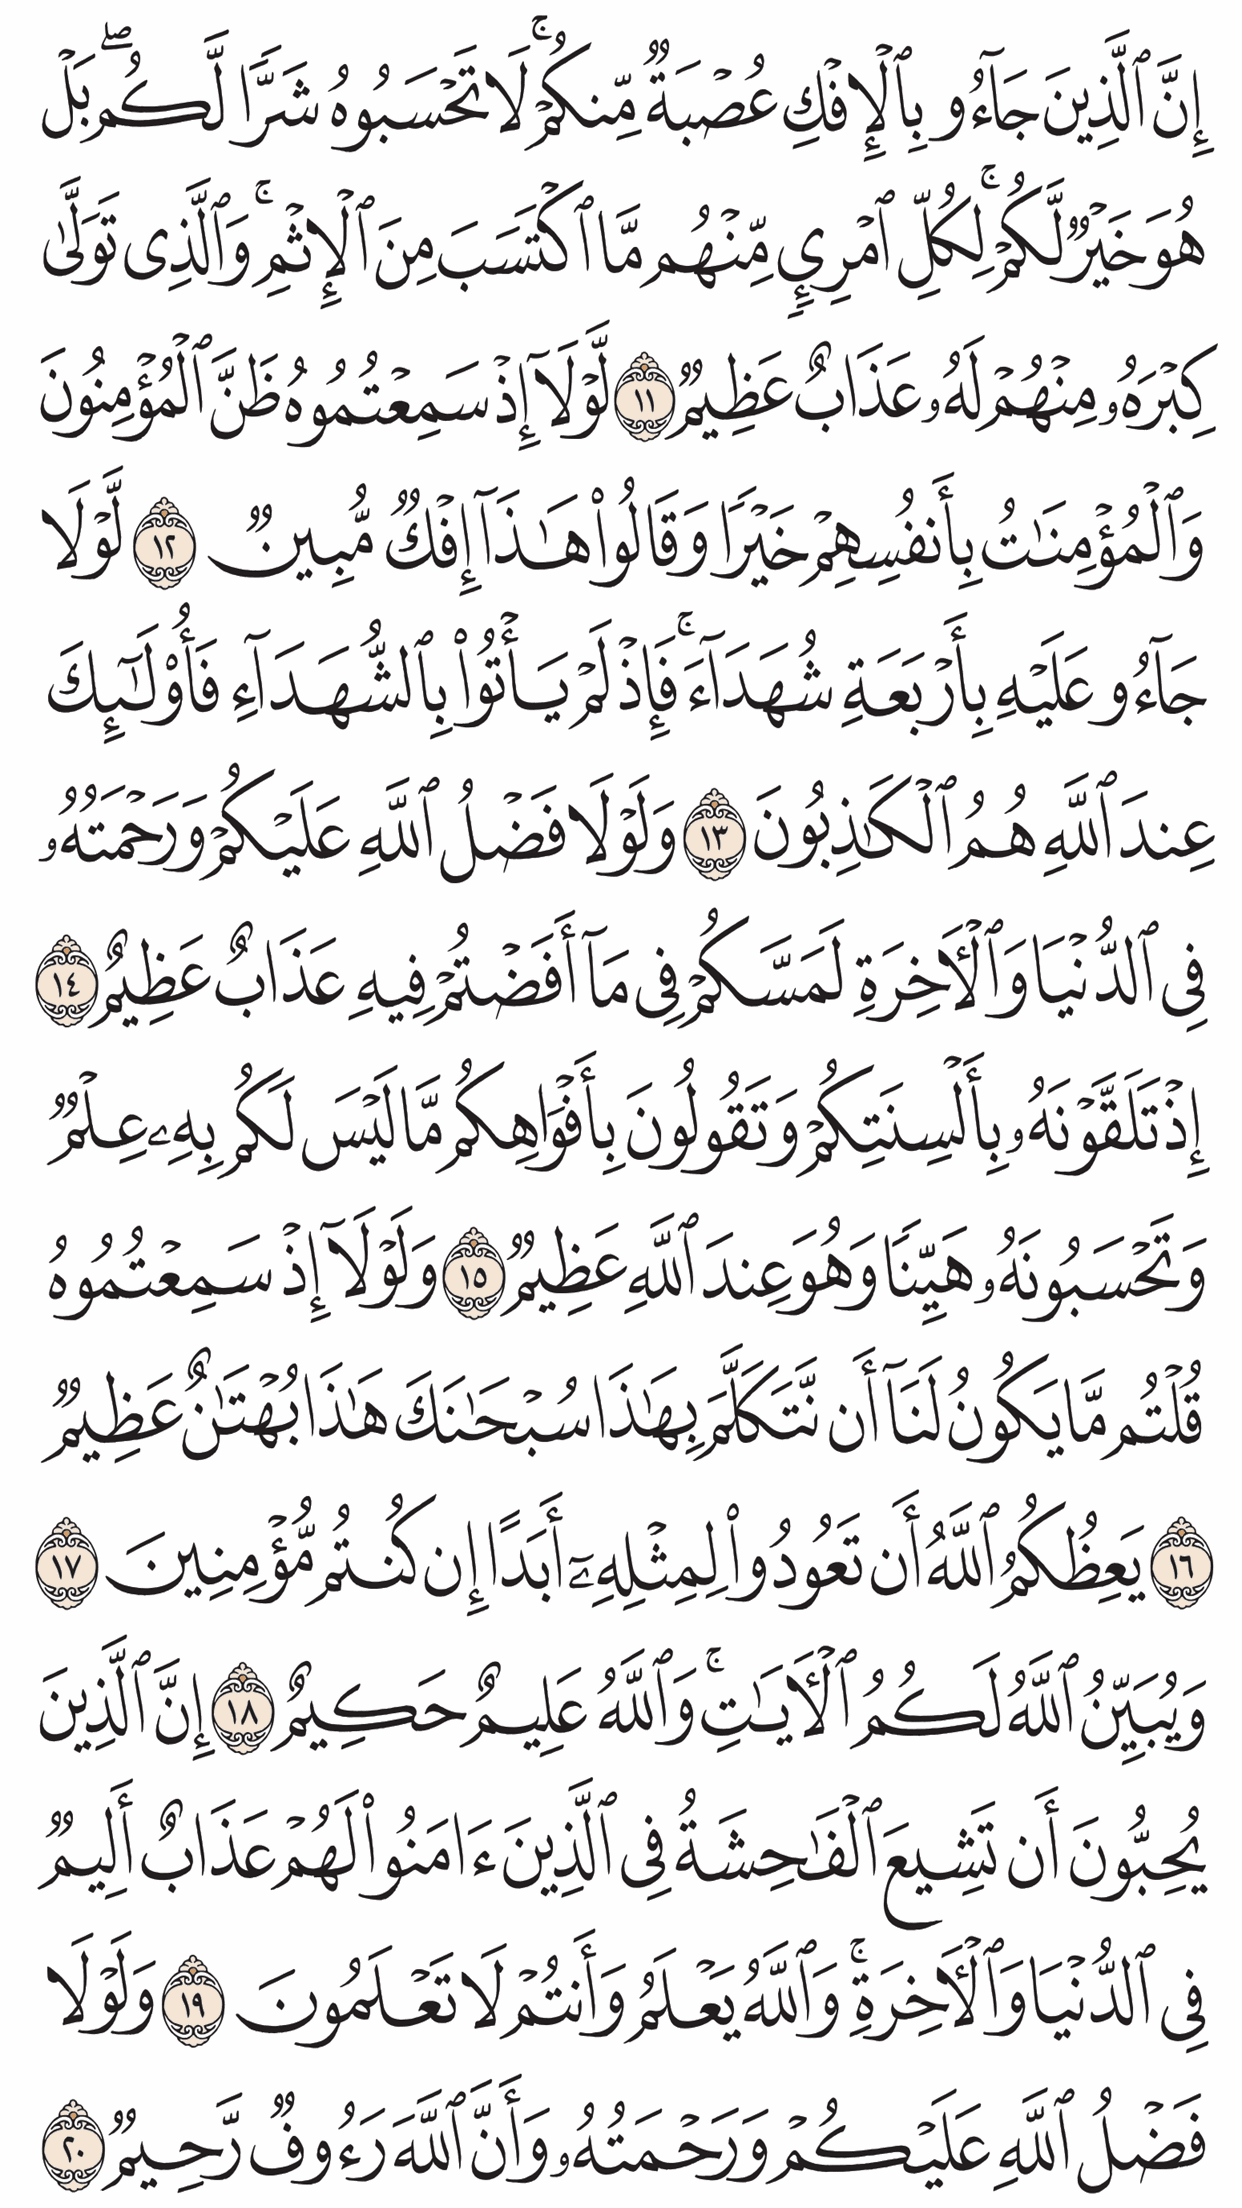 إِنَّ ٱلَّذِينَ جَآءُو بِٱلْإِفْكِ عُصْبَةٌ مِّنكُمْ ۚ لَا تَحْسَبُوهُ شَرًّا لَّكُم ۖ بَلْ
هُوَ خَيْرٌ لَّكُمْ ۚ لِكُلِّ ٱمْرِئٍ مِّنْهُم مَّا ٱكْتَسَبَ مِنَ ٱلْإِثْمِ ۚ وَٱلَّذِى تَوَلَّىٰ
كِبْرَهُۥ مِنْهُمْ لَهُۥ عَذَابٌ عَظِيمٌ ١١ لَّوْلَآ إِذْ سَمِعْتُمُوهُ ظَنَّ ٱلْمُؤْمِنُونَ
وَٱلْمُؤْمِنَٰتُ بِأَنفُسِهِمْ خَيْرًا وَقَالُوا۟ هَٰذَآ إِفْكٌ مُّبِينٌ ١٢ لَّوْلَا
جَآءُو عَلَيْهِ بِأَرْبَعَةِ شُهَدَآءَ ۚ فَإِذْ لَمْ يَأْتُوا۟ بِٱلشُّهَدَآءِ فَأُو۟لَٰٓئِكَ
عِندَ ٱللَّهِ هُمُ ٱلْكَٰذِبُونَ ١٣ وَلَوْلَا فَضْلُ ٱللَّهِ عَلَيْكُمْ وَرَحْمَتُهُۥ
فِى ٱلدُّنْيَا وَٱلْءَاخِرَةِ لَمَسَّكُمْ فِى مَآ أَفَضْتُمْ فِيهِ عَذَابٌ عَظِيمٌ ١٤
إِذْ تَلَقَّوْنَهُۥ بِأَلْسِنَتِكُمْ وَتَقُولُونَ بِأَفْوَاهِكُم مَّا لَيْسَ لَكُم بِهِۦ عِلْمٌ
وَتَحْسَبُونَهُۥ هَيِّنًا وَهُوَ عِندَ ٱللَّهِ عَظِيمٌ ١٥ وَلَوْلَآ إِذْ سَمِعْتُمُوهُ
قُلْتُم مَّا يَكُونُ لَنَآ أَن نَّتَكَلَّمَ بِهَٰذَا سُبْحَٰنَكَ هَٰذَا بُهْتَٰنٌ عَظِيمٌ
١٦ يَعِظُكُمُ ٱللَّهُ أَن تَعُودُوا۟ لِمِثْلِهِۦٓ أَبَدًا إِن كُنتُم مُّؤْمِنِينَ ١٧
وَيُبَيِّنُ ٱللَّهُ لَكُمُ ٱلْءَايَٰتِ ۚ وَٱللَّهُ عَلِيمٌ حَكِيمٌ ١٨ إِنَّ ٱلَّذِينَ
يُحِبُّونَ أَن تَشِيعَ ٱلْفَٰحِشَةُ فِى ٱلَّذِينَ ءَامَنُوا۟ لَهُمْ عَذَابٌ أَلِيمٌ
فِى ٱلدُّنْيَا وَٱلْءَاخِرَةِ ۚ وَٱللَّهُ يَعْلَمُ وَأَنتُمْ لَا تَعْلَمُونَ ١٩ وَلَوْلَا
فَضْلُ ٱللَّهِ عَلَيْكُمْ وَرَحْمَتُهُۥ وَأَنَّ ٱللَّهَ رَءُوفٌ رَّحِيمٌ ٢٠